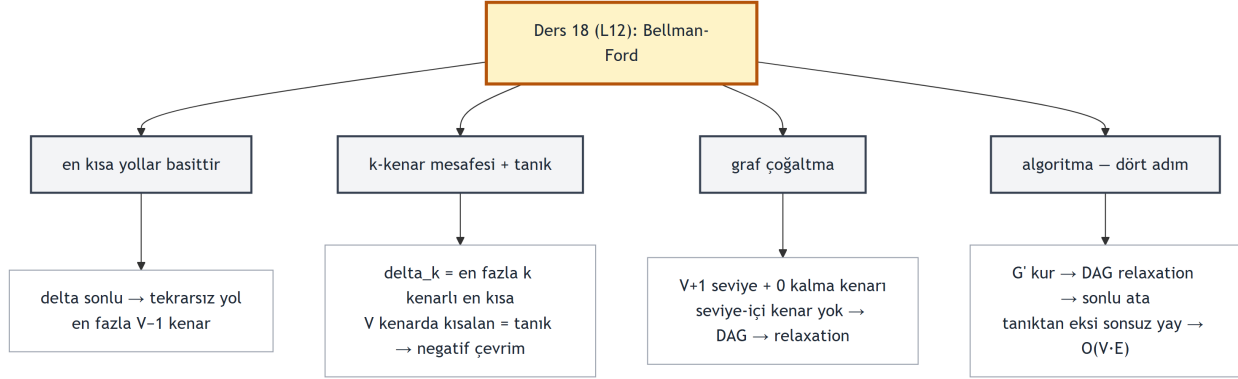 Ders 18 (L12): Bellman-
Ford
en kısa yollar basittir
k-kenar mesafesi + tanık
graf çoğaltma
algoritma — dört adım
delta sonlu → tekrarsız yol
en fazla V−1 kenar
delta_k = en fazla k
kenarlı en kısa
V kenarda kısalan = tanık
→ negatif çevrim
V+1 seviye + 0 kalma kenarı
seviye-içi kenar yok →
DAG → relaxation
G' kur → DAG relaxation
→ sonlu ata
tanıktan eksi sonsuz yay →
O(V·E)